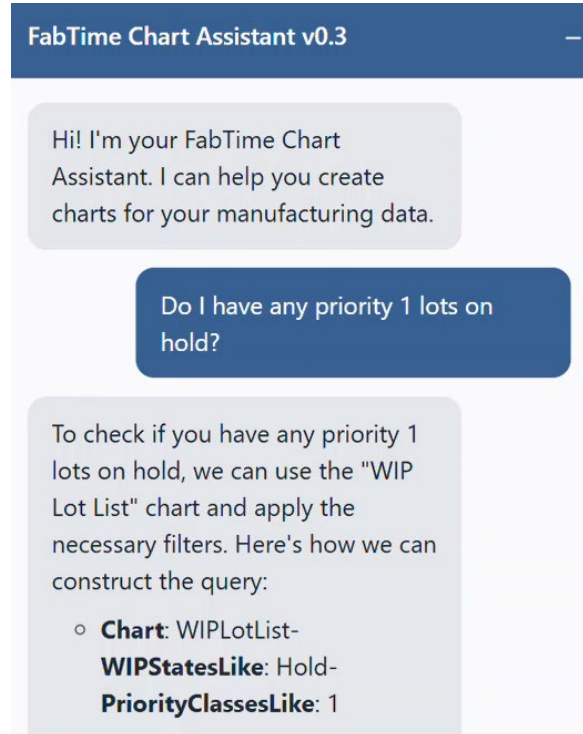 FabTime Chart Assistant v0.3
Hi! I'm your FabTime Chart
Assistant. I can help you create
charts for your manufacturing data.
Do I have any priority 1 lots on
hold?
To check if you have any priority 1
lots on hold, we can use the "WIP
Lot List" chart and apply the
necessary filters. Here's how we can
construct the query:
Chart: WIPLotList-
WIPStatesLike: Hold-
PriorityClassesLike: 1